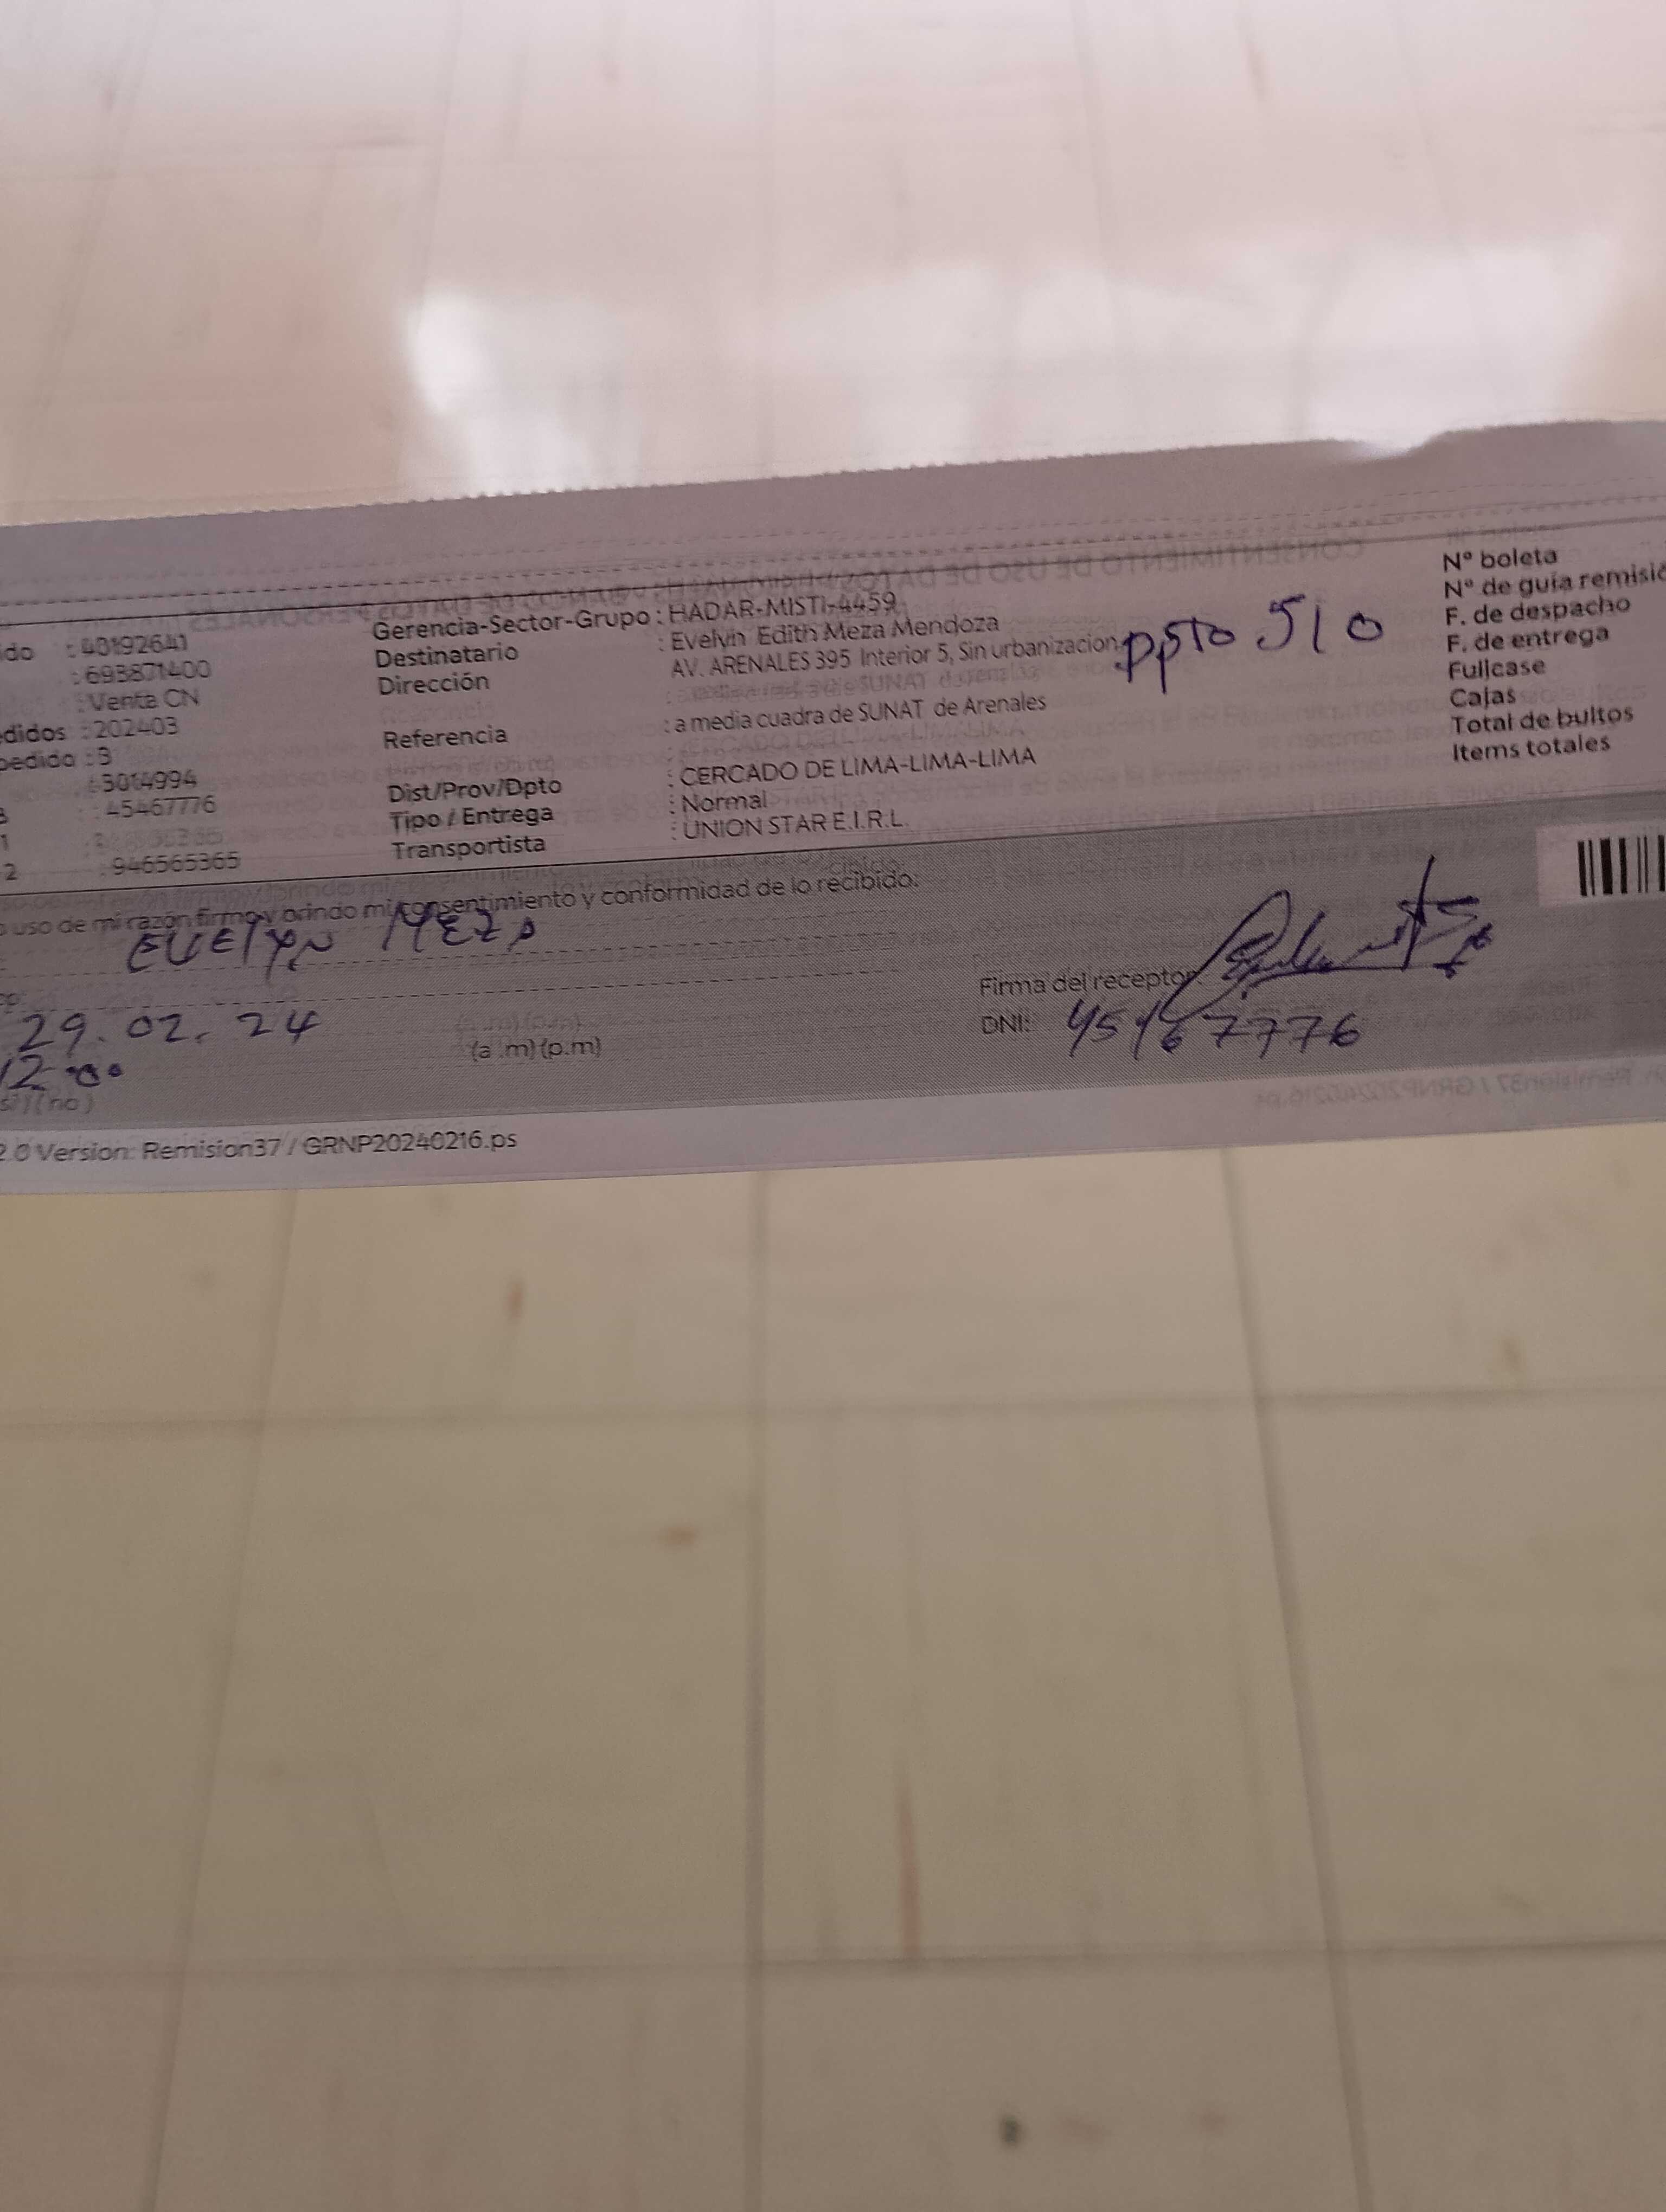 ido : 40192641
: 693871400
: Venta CN
edidos : 202403
pedido : 3
: 3014994
3 : 45467776
1
2 : 946565365
Gerencia-Sector-Grupo : HADAR-MISTI-4459
Destinatario : Evelyn Edith Meza Mendoza
Dirección AV. ARENALES 395 Interior 5, Sin urbanizacion,
ppto 510
Referencia : a media cuadra de SUNAT de Arenales
Dist/Prov/Dpto : CERCADO DE LIMA-LIMA-LIMA
Tipo / Entrega : Normal
Transportista : UNION STAR E.I.R.L.
N° boleta
N° de guía remisió
F. de despacho
F. de entrega
Fullcase
Cajas
Total de bultos
Items totales
uso de mi razón firmo y brindo mi consentimiento y conformidad de lo recibido:
EVElyN MEZA
29.02.24
12:00 (a .m) (p.m)
(no)
Firma del receptor:
DNI: 45467776
2.0 Version: Remision37 / GRNP20240216.ps